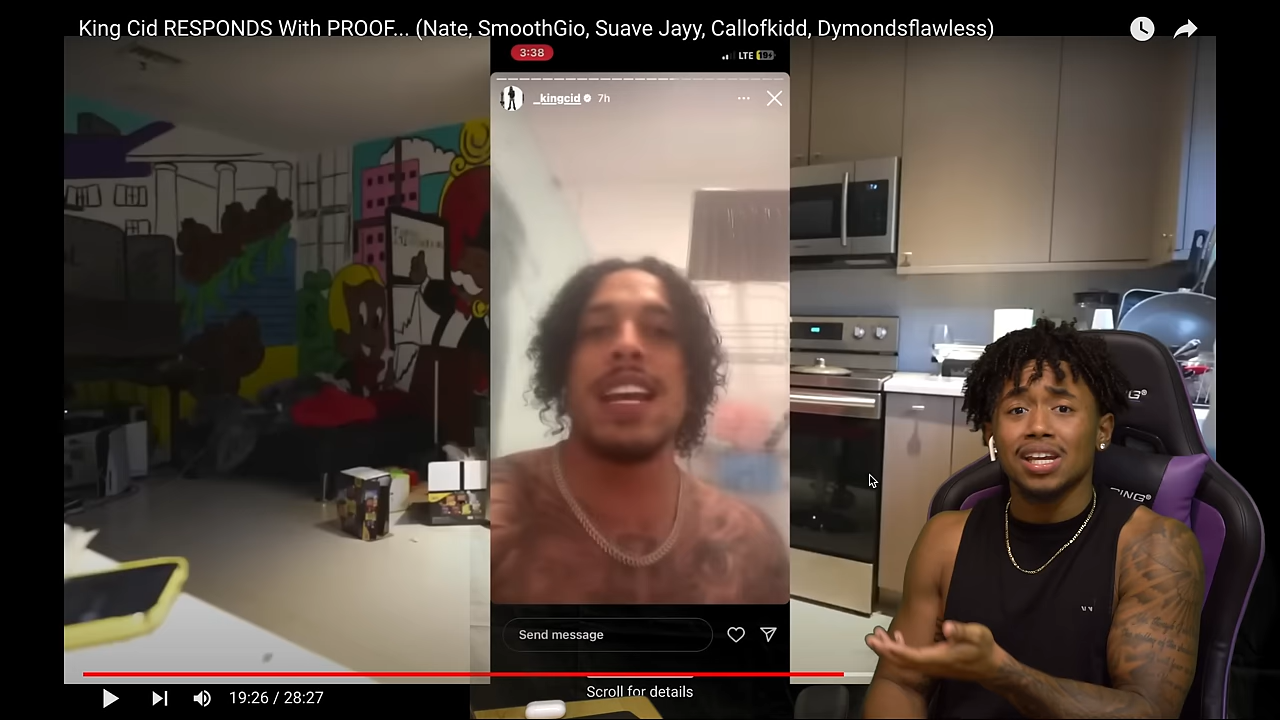 King Cid RESPONDS With PROOF... (Nate, SmoothGio, Suave Jayy, Callofkidd, Dymondsflawless)
3:38
LTE
_kingcid 7h
Send message
Scroll for details
19:26 / 28:27